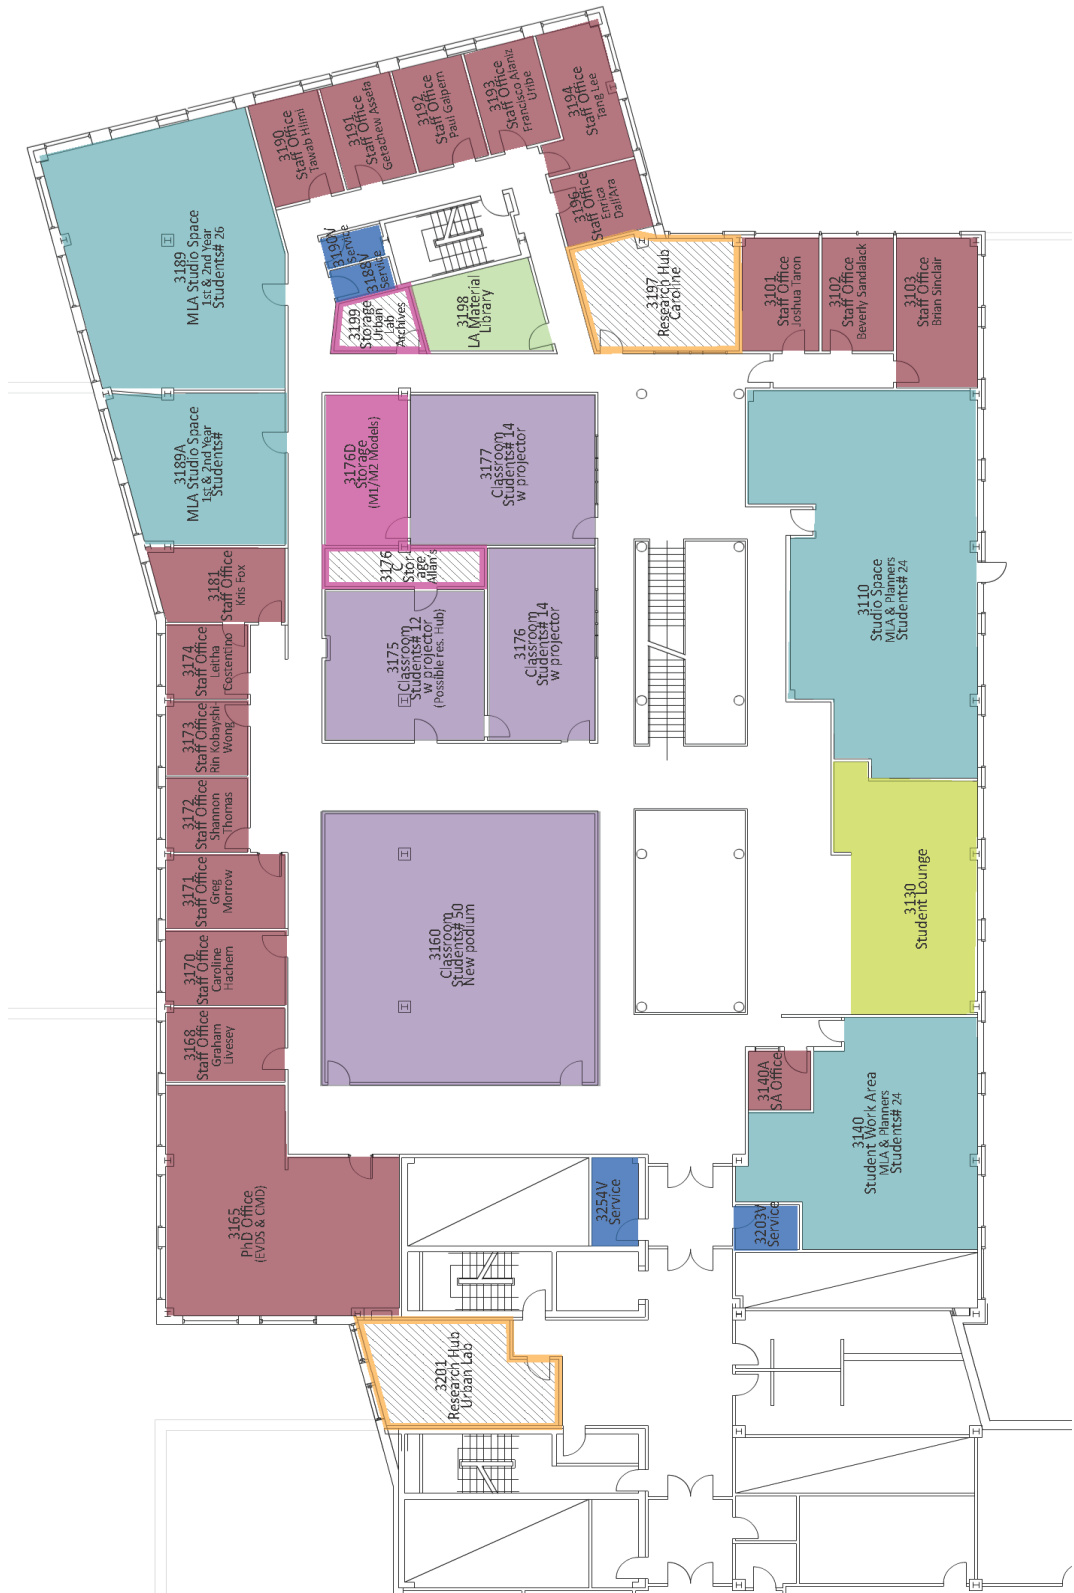 3190
Staff Office
Tawab Hlimi
3191
Staff Office
Getachew Assefa
3192
Staff Office
Paul Galpern
3193
Staff Office
Francisco Alaniz
Uribe
3194
Staff Office
Tang Lee
3196
Staff Office
Enrica
Dall'Ara
3189
MLA Studio Space
1st & 2nd Year
Students# 26
3190V
Service
3188V
Service
3199
Storage
Urban
Lab
Archives
3198
LA Material
Library
3197
Research Hub
Caroline
3101
Staff Office
Joshua Taron
3102
Staff Office
Beverly Sandalack
3103
Staff Office
Brian Sinclair
3189A
MLA Studio Space
1st & 2nd Year
Students#
3176D
Storage
(M1/M2 Models)
3177
Classroom
Students# 14
w projector
3181
Staff Office
Kris Fox
3176
C
Stor
age
Allan's
3110
Studio Space
MLA & Planners
Students# 24
3174
Staff Office
Leitha
Costentino
3175
Classroom
Students# 12
w projector
(Possible res. Hub)
3176
Classroom
Students# 14
w projector
3173
Staff Office
Rin Kobayshi-
Wong
3172
Staff Office
Shannon
Thomas
3171
Staff Office
Greg
Morrow
3170
Staff Office
Caroline
Hachem
3160
Classroom
Students# 50
New podium
3130
Student Lounge
3168
Staff Office
Graham
Livesey
3140A
SA Office
3140
Student Work Area
MLA & Planners
Students# 24
3165
PhD Office
(EVDS & CMD)
3254V
Service
3203V
Service
3201
Research Hub
Urban Lab